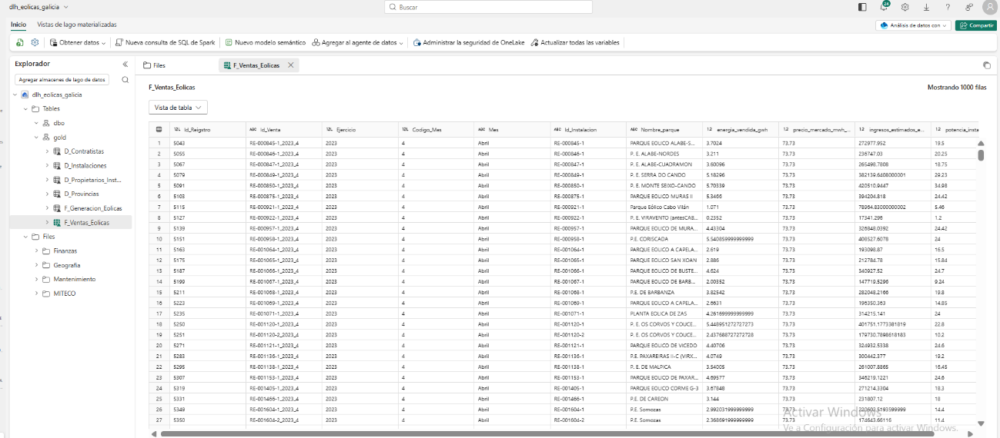 dlh_eolicas_galicia
Buscar
24
Inicio Vistas de lago materializadas
Análisis de datos con
Compartir
Obtener datos Nueva consulta de SQL de Spark Nuevo modelo semántico Agregar al agente de datos Administrar la seguridad de OneLake Actualizar todas las variables
Explorador
Agregar almacenes de lago de datos
dlh_eolicas_galicia
Tables
dbo
gold
D_Contratistas
D_Instalaciones
D_Propietarios_Inst...
D_Provincias
F_Generacion_Eolicas
F_Ventas_Eolicas
Files
Finanzas
Geografia
Mantenimiento
MITECO
Files F_Ventas_Eolicas
F_Ventas_Eolicas Mostrando 1000 filas
Vista de tabla
12L Id_Reigstro ABC Id_Venta 12L Ejercicio 12L Codigo_Mes ABC Mes ABC Id_Instalacion ABC Nombre_parque 1.2 energia_vendida_gwh 1.2 precio_mercado_mwh_... 1.2 ingresos_estimados_e... 1.2 potencia_insta
1 5043 RE-000845-1_2023_4 2023 4 Abril RE-000845-1 PARQUE EOLICO ALABE-S... 3.7024 73.73 272977.952 19.5
2 5055 RE-000846-1_2023_4 2023 4 Abril RE-000846-1 P. E. ALABE-NORDES 3.211 73.73 236747.03 20.25
3 5067 RE-000847-1_2023_4 2023 4 Abril RE-000847-1 P. E. ALABE-CUADRAMON 3.60096 73.73 265498.7808 18.75
4 5079 RE-000849-1_2023_4 2023 4 Abril RE-000849-1 P. E. SERRA DO CANDO 5.18296 73.73 382139.6408000001 29.23
5 5091 RE-000850-1_2023_4 2023 4 Abril RE-000850-1 P. E. MONTE SEIXO-CANDO 5.70339 73.73 420510.9447 34.98
6 5103 RE-000875-1_2023_4 2023 4 Abril RE-000875-1 PARQUE EOLICO MURAS II 5.3466 73.73 394204.818 24.42
7 5115 RE-000921-1_2023_4 2023 4 Abril RE-000921-1 Parque Eólico Cabo Vilán 1.071 73.73 78964.83000000002 5.46
8 5127 RE-000922-1_2023_4 2023 4 Abril RE-000922-1 P. E. VIRAVENTO (antesCAB... 0.2352 73.73 17341.296 1.2
9 5139 RE-000957-1_2023_4 2023 4 Abril RE-000957-1 PARQUE EOLICO DE MURA... 4.43304 73.73 326848.0392 24.42
10 5151 RE-000958-1_2023_4 2023 4 Abril RE-000958-1 P.E. CORISCADA 5.540859999999999 73.73 408527.6078 24
11 5163 RE-001064-1_2023_4 2023 4 Abril RE-001064-1 PARQUE EOLICO A CAPELA... 2.619 73.73 193098.87 16.5
12 5175 RE-001065-1_2023_4 2023 4 Abril RE-001065-1 PARQUE EOLICO SAN XOAN 2.886 73.73 212784.78 15.84
13 5187 RE-001066-1_2023_4 2023 4 Abril RE-001066-1 PARQUE EOLICO DE BUSTE... 4.624 73.73 340927.52 24.7
14 5199 RE-001067-1_2023_4 2023 4 Abril RE-001067-1 PARQUE EOLICO DE BARB... 2.00352 73.73 147719.5296 9.24
15 5211 RE-001068-1_2023_4 2023 4 Abril RE-001068-1 P.E. DE BARBANZA 3.82542 73.73 282048.2166 19.8
16 5223 RE-001069-1_2023_4 2023 4 Abril RE-001069-1 PARQUE EOLICO A CAPELA... 2.6631 73.73 196350.363 14.85
17 5235 RE-001071-1_2023_4 2023 4 Abril RE-001071-1 PLANTA EOLICA DE ZAS 4.261699999999999 73.73 314215.141 24
18 5250 RE-001120-1_2023_4 2023 4 Abril RE-001120-1 P. E. OS CORVOS Y COUCE... 5.448951272727273 73.73 401751.1773381819 22.8
19 5251 RE-001120-2_2023_4 2023 4 Abril RE-001120-2 P. E. OS CORVOS Y COUCE... 2.437688727272728 73.73 179730.7898618183 10.2
20 5271 RE-001121-1_2023_4 2023 4 Abril RE-001121-1 PARQUE EOLICO DE VICEDO 4.40706 73.73 324932.5338 24.6
21 5283 RE-001136-1_2023_4 2023 4 Abril RE-001136-1 P.E. PAXAREIRAS II-C (VIRX... 4.0749 73.73 300442.377 19.2
22 5295 RE-001138-1_2023_4 2023 4 Abril RE-001138-1 P. E. DE MALPICA 3.54005 73.73 261007.8865 16.45
23 5307 RE-001153-1_2023_4 2023 4 Abril RE-001153-1 PARQUE EOLICO DE PAXAR... 4.69577 73.73 346219.1221 24.6
24 5319 RE-001405-1_2023_4 2023 4 Abril RE-001405-1 PARQUE EOLICO CORME G-3 3.67848 73.73 271214.3304 18.3
25 5331 RE-001466-1_2023_4 2023 4 Abril RE-001466-1 P.E. DE CAREON 3.144 73.73 231807.12 18
26 5349 RE-001604-1_2023_4 2023 4 Abril RE-001604-1 P.E. Somozas 2.992031999999999 73.73 220602.5193599999 14.4
27 5350 RE-001604-2_2023_4 2023 4 Abril RE-001604-2 P.E. Somozas 2.368691999999999 73.73 174643.66116 11.4
Activar Windows
Ve a Configuración para activar Windows.